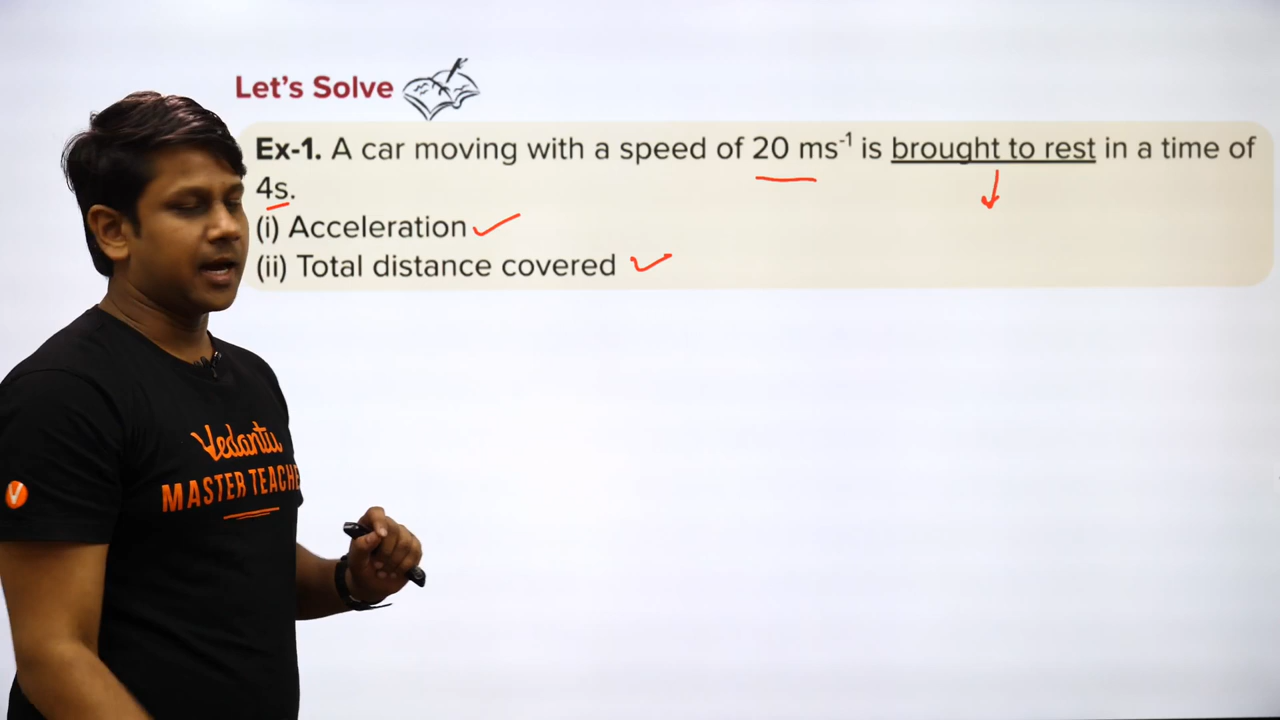 Let's Solve
Ex-1. A car moving with a speed of 20 ms⁻¹ is brought to rest in a time of
4s.
(i) Acceleration
(ii) Total distance covered
Vedantu
MASTER TEACHE
V